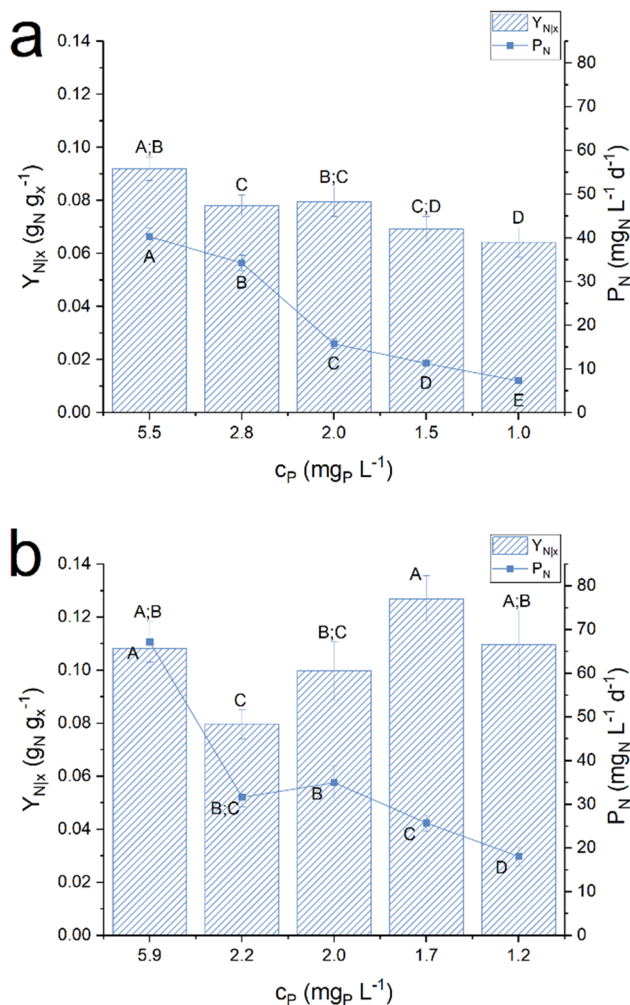 a
Y_N|x
P_N
0.14
0.12
0.10
0.08
0.06
0.04
0.02
0.00
Y_N|x (g_N g_x^-1)
80
70
60
50
40
30
20
10
0
P_N (mg_N L^-1 d^-1)
A;B
C
B;C
C;D
D
A
B
C
D
E
5.5 2.8 2.0 1.5 1.0
c_P (mg_P L^-1)
b
Y_N|x
P_N
0.14
0.12
0.10
0.08
0.06
0.04
0.02
0.00
Y_N|x (g_N g_x^-1)
80
70
60
50
40
30
20
10
0
P_N (mg_N L^-1 d^-1)
A;B
C
B;C
A
A;B
A
B;C
B
C
D
5.9 2.2 2.0 1.7 1.2
c_P (mg_P L^-1)